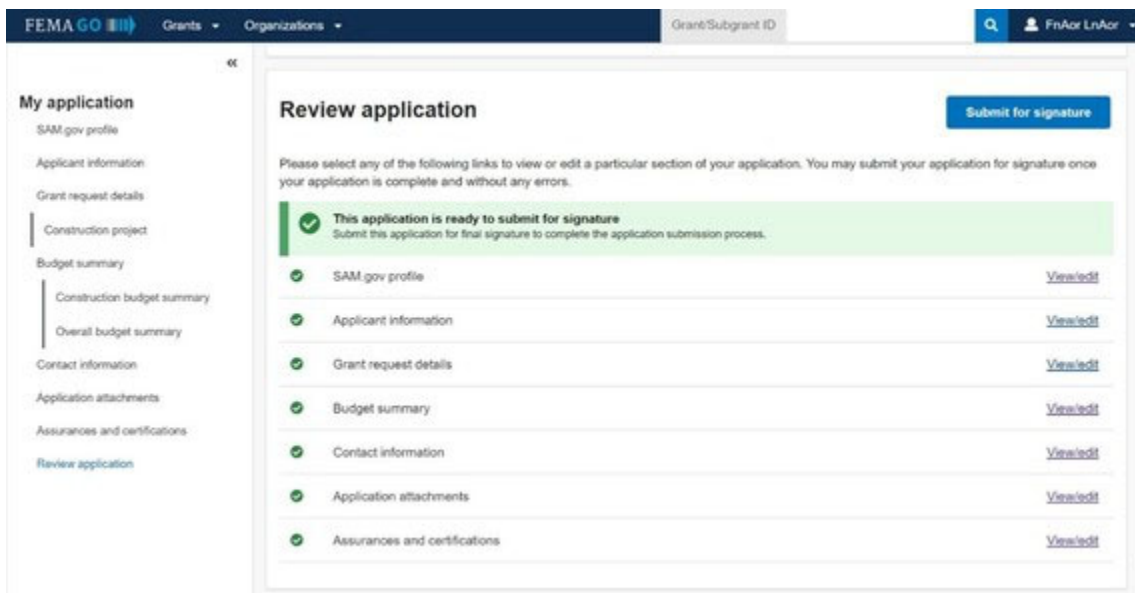 FEMA GO Grants Organizations Grant/Subgrant ID FnAor LnAor
«
My application
SAM.gov profile
Applicant information
Grant request details
Construction project
Budget summary
Construction budget summary
Overall budget summary
Contact information
Application attachments
Assurances and certifications
Review application
Review application
Submit for signature
Please select any of the following links to view or edit a particular section of your application. You may submit your application for signature once
your application is complete and without any errors.
This application is ready to submit for signature
Submit this application for final signature to complete the application submission process.
SAM.gov profile View/edit
Applicant information View/edit
Grant request details View/edit
Budget summary View/edit
Contact information View/edit
Application attachments View/edit
Assurances and certifications View/edit